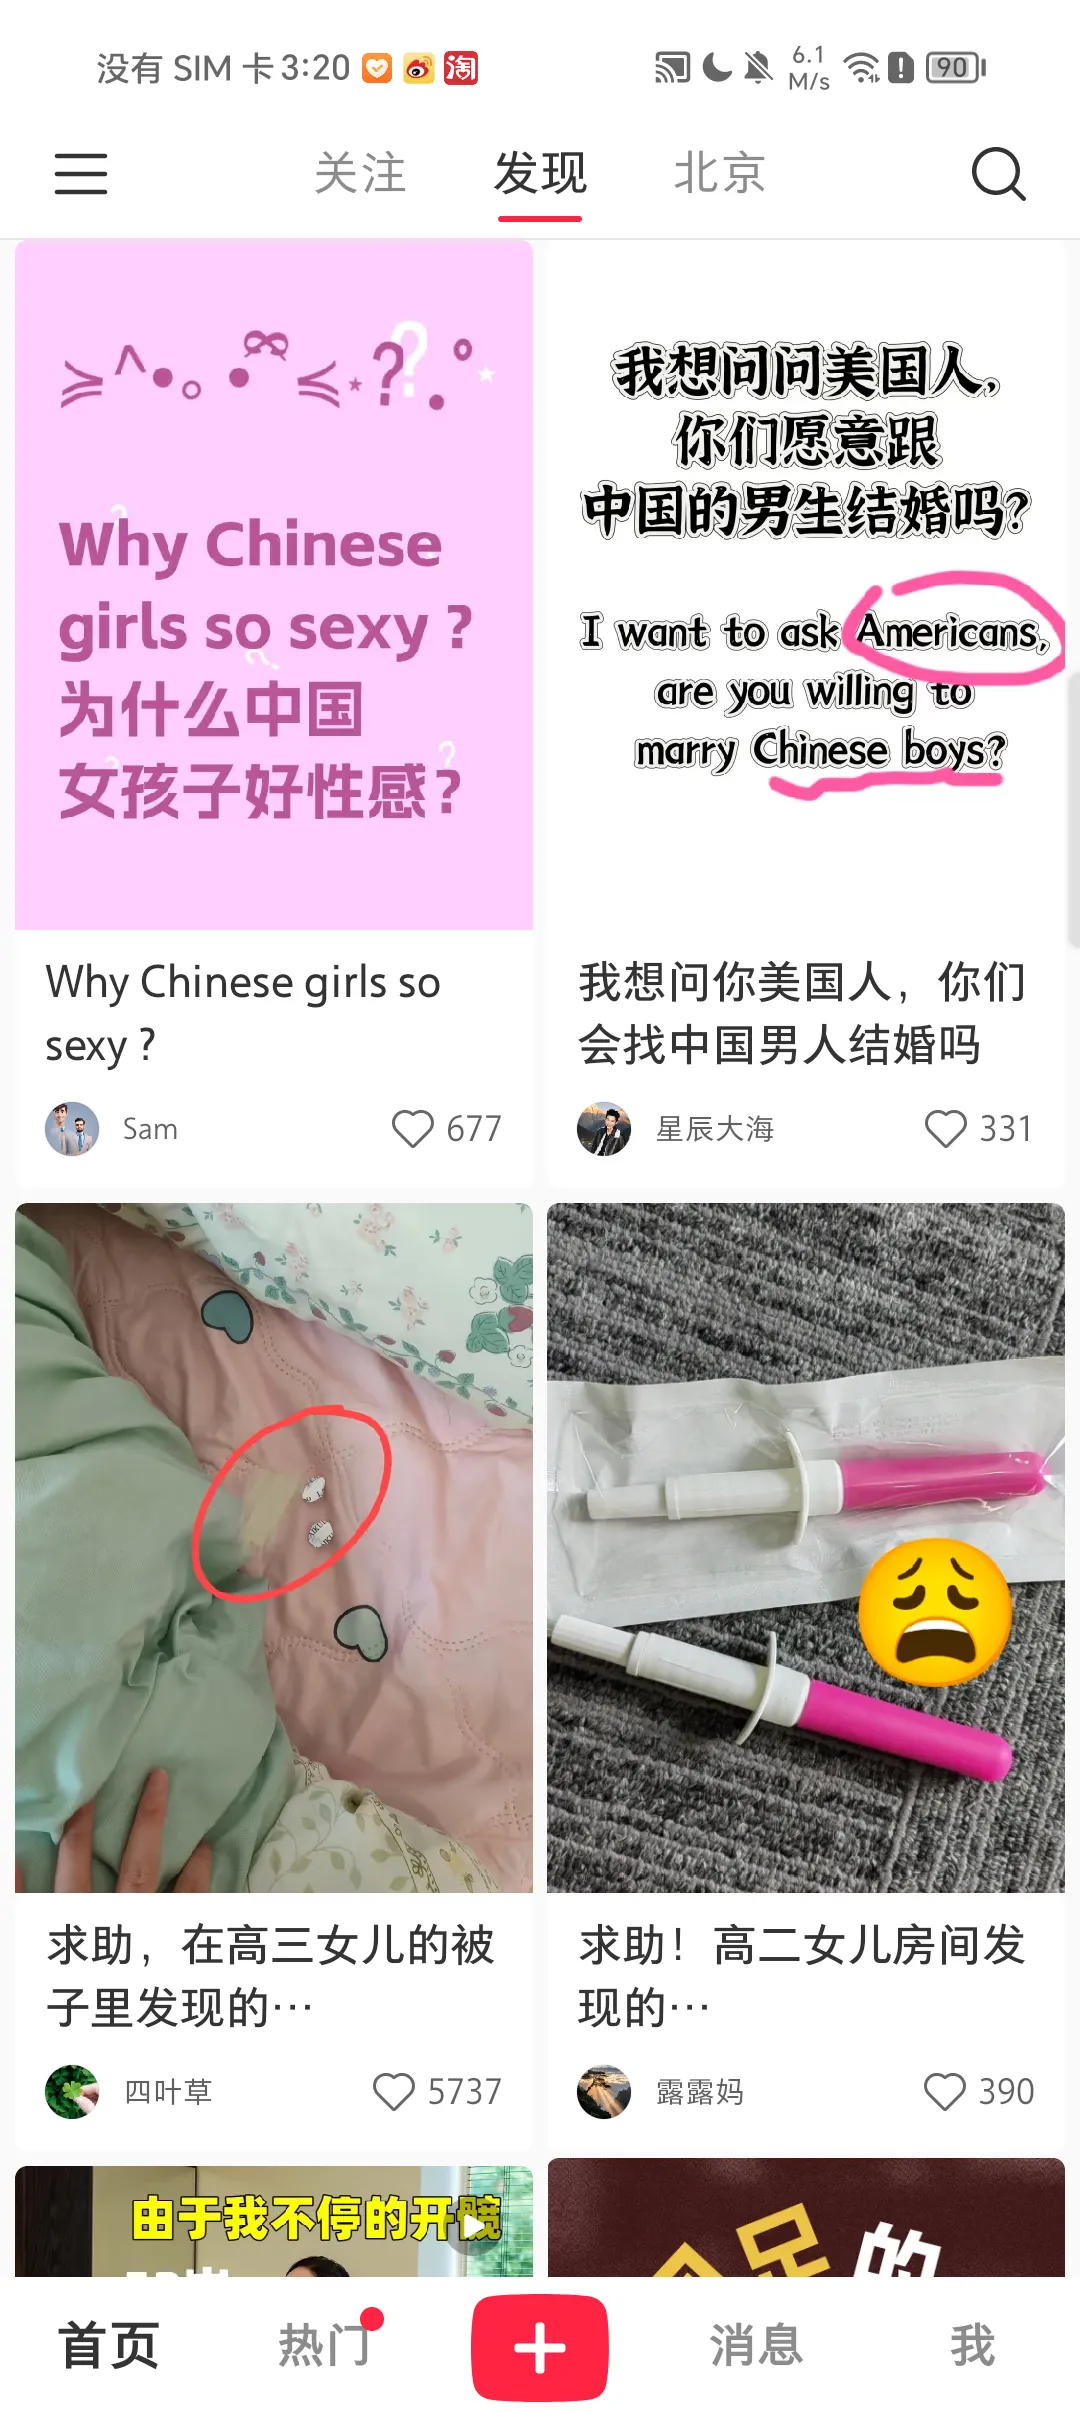 没有 SIM 卡 3:20 淘 6.1 M/s 90
关注 发现 北京
Why Chinese
girls so sexy ?
为什么中国
女孩子好性感?
Why Chinese girls so
sexy ?
Sam 677
我想问问美国人,
你们愿意跟
中国的男生结婚吗?
I want to ask Americans,
are you willing to
marry Chinese boys?
我想问你美国人，你们
会找中国男人结婚吗
星辰大海 331
求助，在高三女儿的被
子里发现的···
四叶草 5737
求助！高二女儿房间发
现的···
露露妈 390
由于我不停的开髋
足的
首页 热门 消息 我